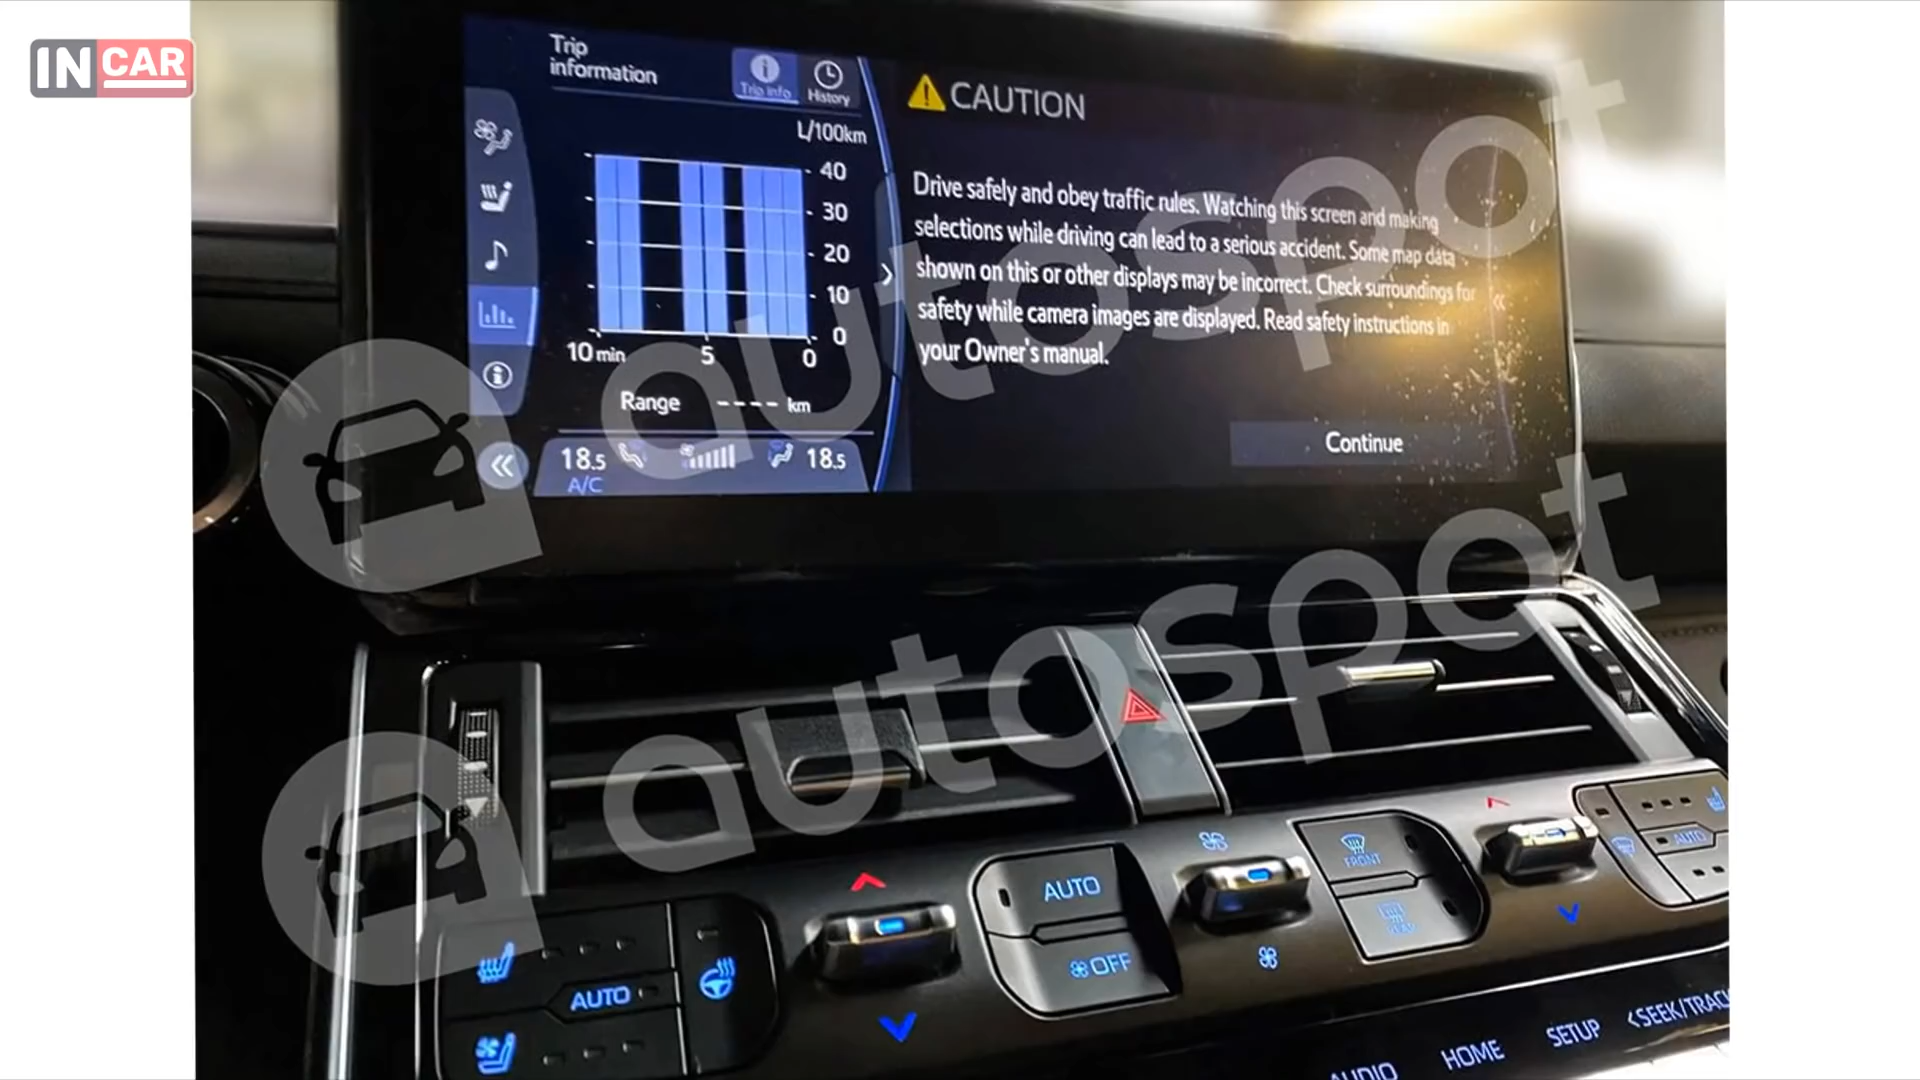 IN CAR
Trip
information
Trip info
History
L/100km
40
30
20
10
0
10 min
5
0
Range ---- km
18.5
18.5
A/C
CAUTION
Drive safely and obey traffic rules. Watching this screen and making
selections while driving can lead to a serious accident. Some map data
shown on this or other displays may be incorrect. Check surroundings for
safety while camera images are displayed. Read safety instructions in
your Owner's manual.
Continue
autospot
autospot
AUTO
OFF
FRONT
AUTO
AUTO
AUDIO
HOME
SETUP
<SEEK/TRACK